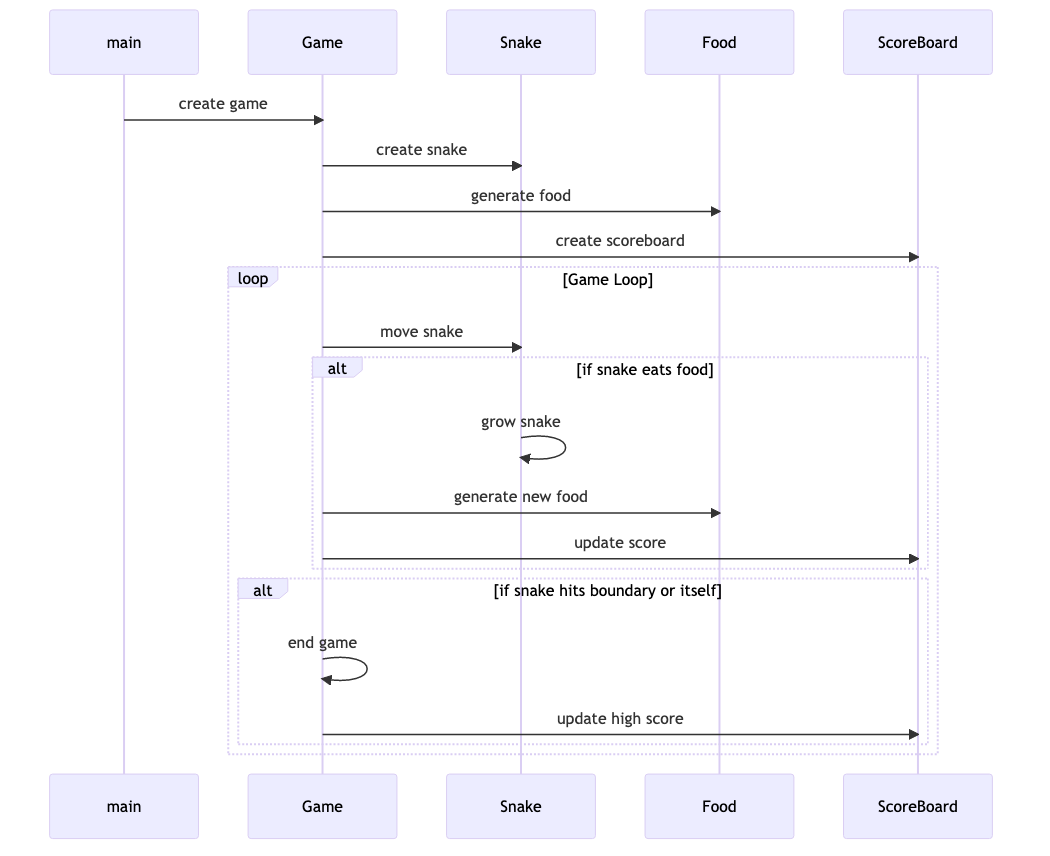 main
Game
Snake
Food
ScoreBoard
create game
create snake
generate food
create scoreboard
loop
[Game Loop]
move snake
alt
[if snake eats food]
grow snake
generate new food
update score
alt
[if snake hits boundary or itself]
end game
update high score
main
Game
Snake
Food
ScoreBoard